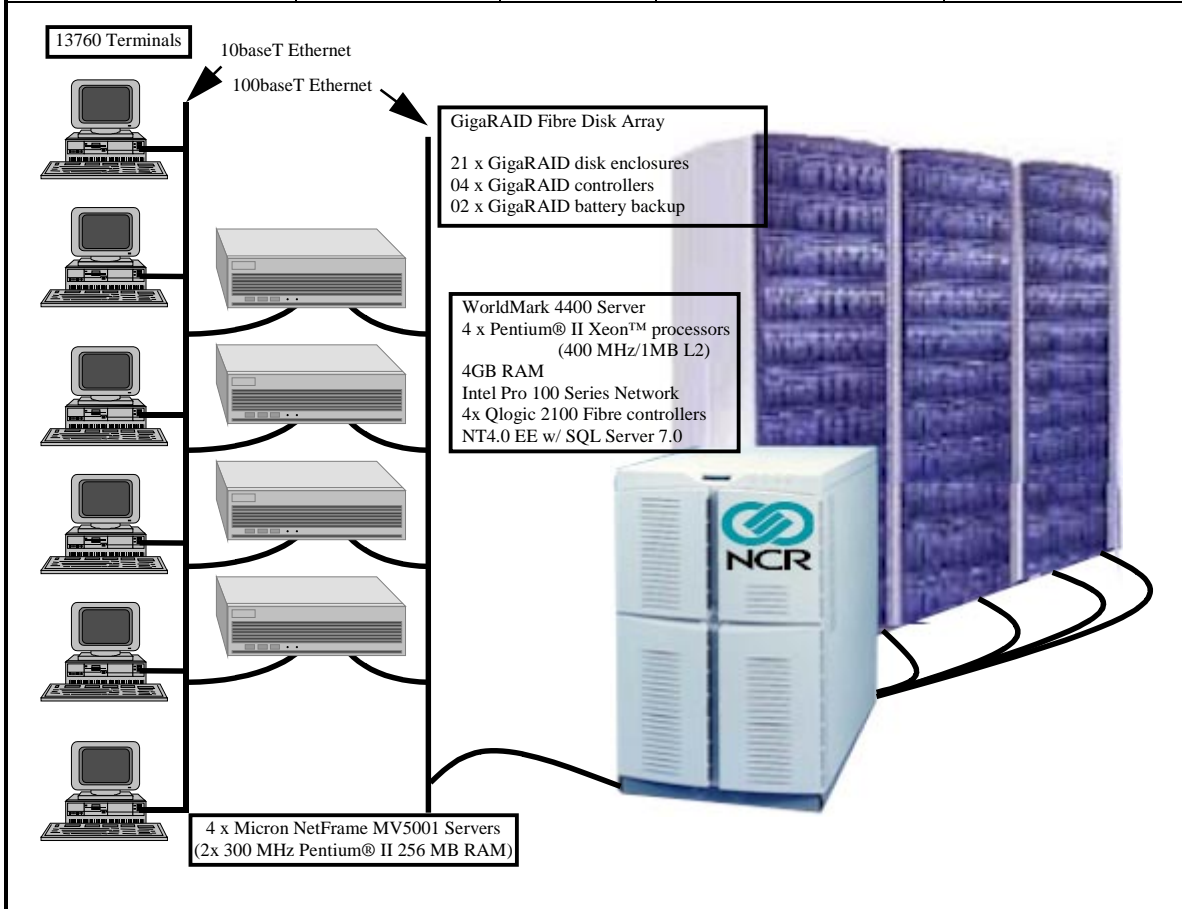 13760 Terminals
10baseT Ethernet
100baseT Ethernet
GigaRAID Fibre Disk Array
21 x GigaRAID disk enclosures
04 x GigaRAID controllers
02 x GigaRAID battery backup
WorldMark 4400 Server
4 x Pentium® II Xeon™ processors
(400 MHz/1MB L2)
4GB RAM
Intel Pro 100 Series Network
4x Qlogic 2100 Fibre controllers
NT4.0 EE w/ SQL Server 7.0
NCR
4 x Micron NetFrame MV5001 Servers
(2x 300 MHz Pentium® II 256 MB RAM)